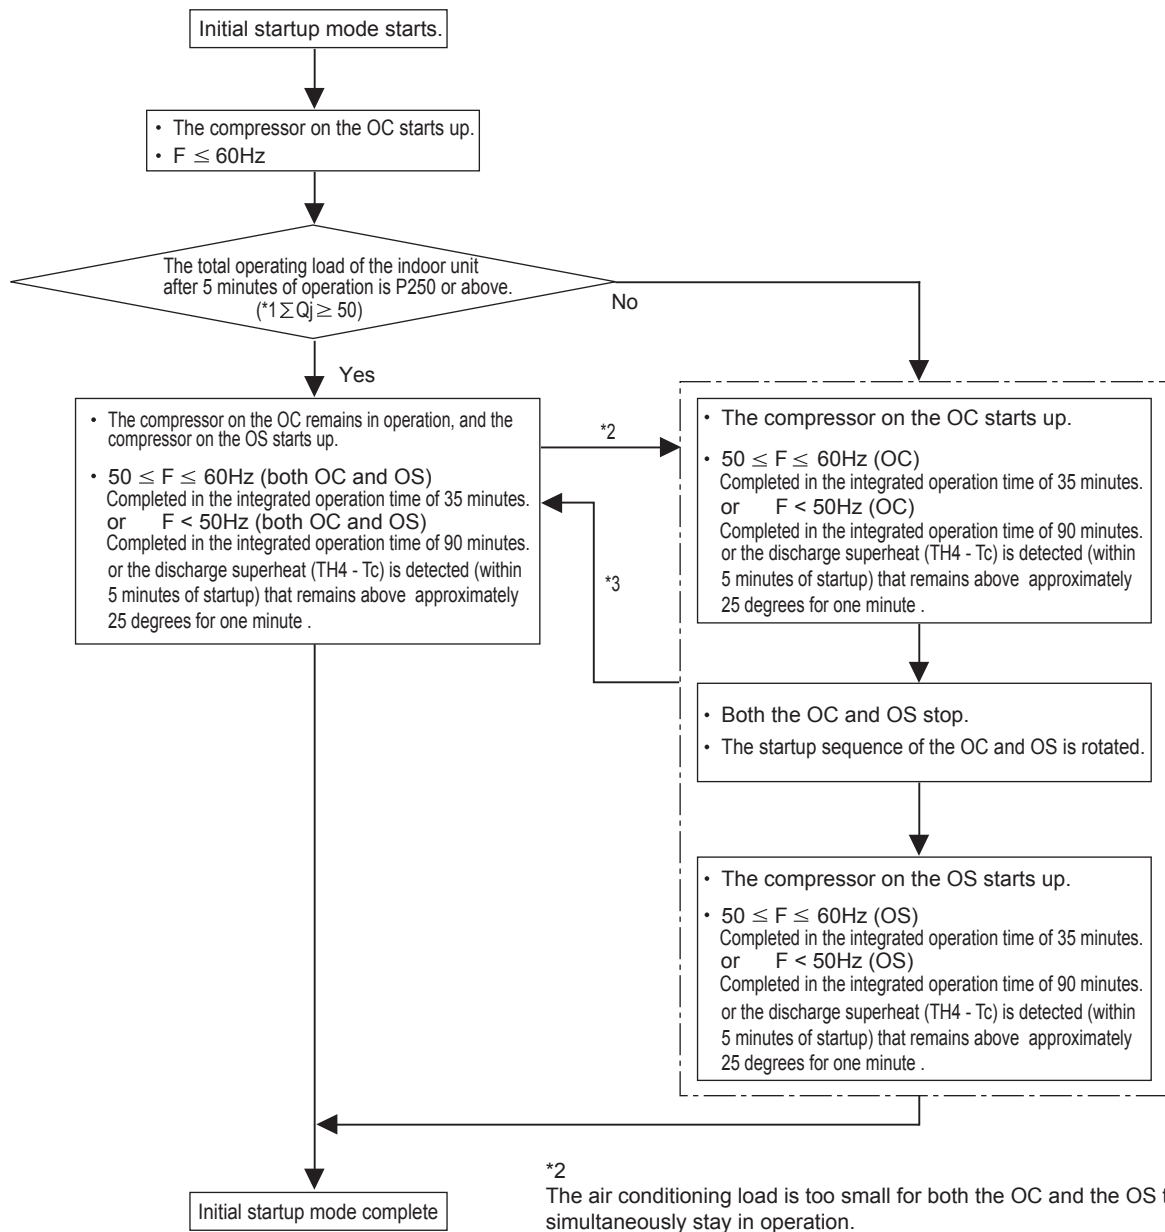 Initial startup mode starts.
• The compressor on the OC starts up.
• F ≤ 60Hz
The total operating load of the indoor unit
after 5 minutes of operation is P250 or above.
(*1 ΣQj ≥ 50)
No
Yes
• The compressor on the OC remains in operation, and the
compressor on the OS starts up.
• 50 ≤ F ≤ 60Hz (both OC and OS)
Completed in the integrated operation time of 35 minutes.
or F < 50Hz (both OC and OS)
Completed in the integrated operation time of 90 minutes.
or the discharge superheat (TH4 - Tc) is detected (within
5 minutes of startup) that remains above approximately
25 degrees for one minute .
*2
*3
• The compressor on the OC starts up.
• 50 ≤ F ≤ 60Hz (OC)
Completed in the integrated operation time of 35 minutes.
or F < 50Hz (OC)
Completed in the integrated operation time of 90 minutes.
or the discharge superheat (TH4 - Tc) is detected (within
5 minutes of startup) that remains above approximately
25 degrees for one minute .
• Both the OC and OS stop.
• The startup sequence of the OC and OS is rotated.
• The compressor on the OS starts up.
• 50 ≤ F ≤ 60Hz (OS)
Completed in the integrated operation time of 35 minutes.
or F < 50Hz (OS)
Completed in the integrated operation time of 90 minutes.
or the discharge superheat (TH4 - Tc) is detected (within
5 minutes of startup) that remains above approximately
25 degrees for one minute .
Initial startup mode complete
*2
The air conditioning load is too small for both the OC and the OS
simultaneously stay in operation.